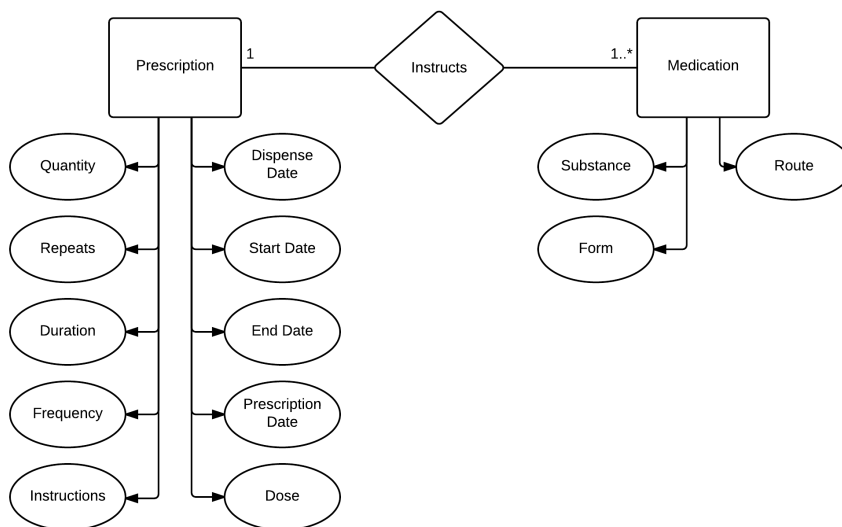 Prescription
1
Instructs
1..*
Medication
Quantity
Dispense
Date
Substance
Route
Repeats
Start Date
Form
Duration
End Date
Frequency
Prescription
Date
Instructions
Dose